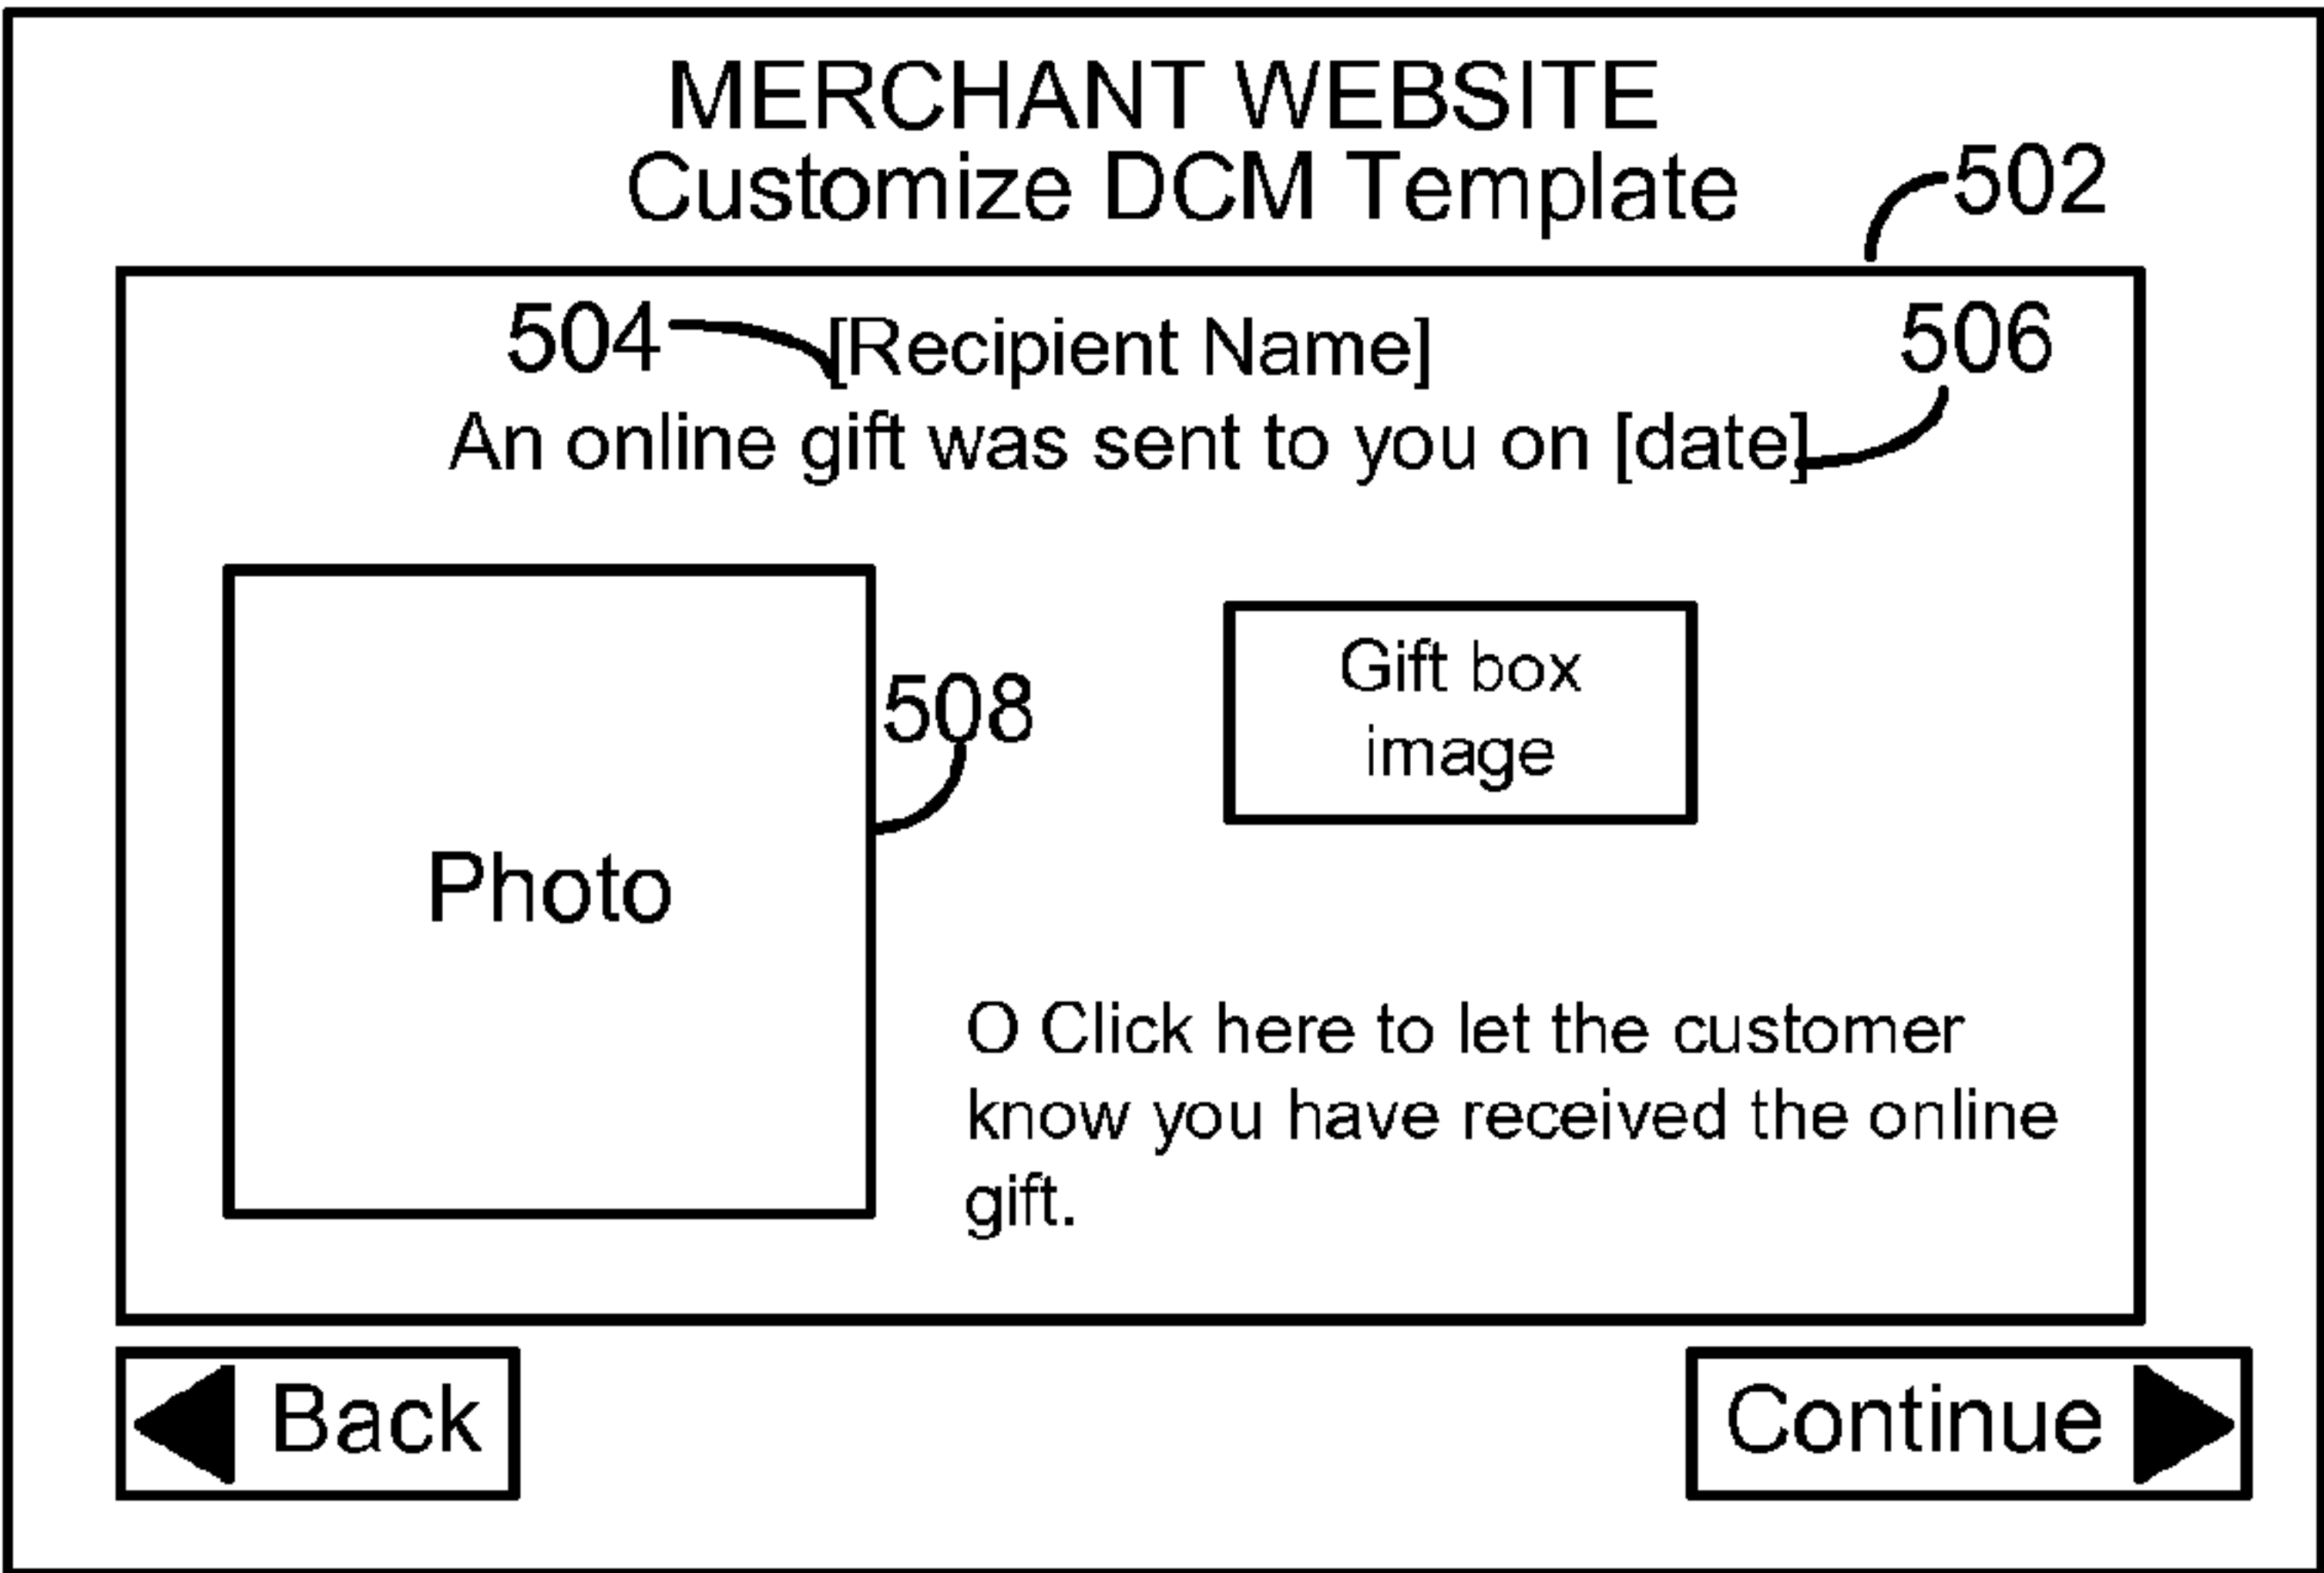 MERCHANT WEBSITE
Customize DCM Template
502
504 [Recipient Name] 506
An online gift was sent to you on [date]
Gift box
image
508
Photo
O Click here to let the customer
know you have received the online
gift.
Back
Continue